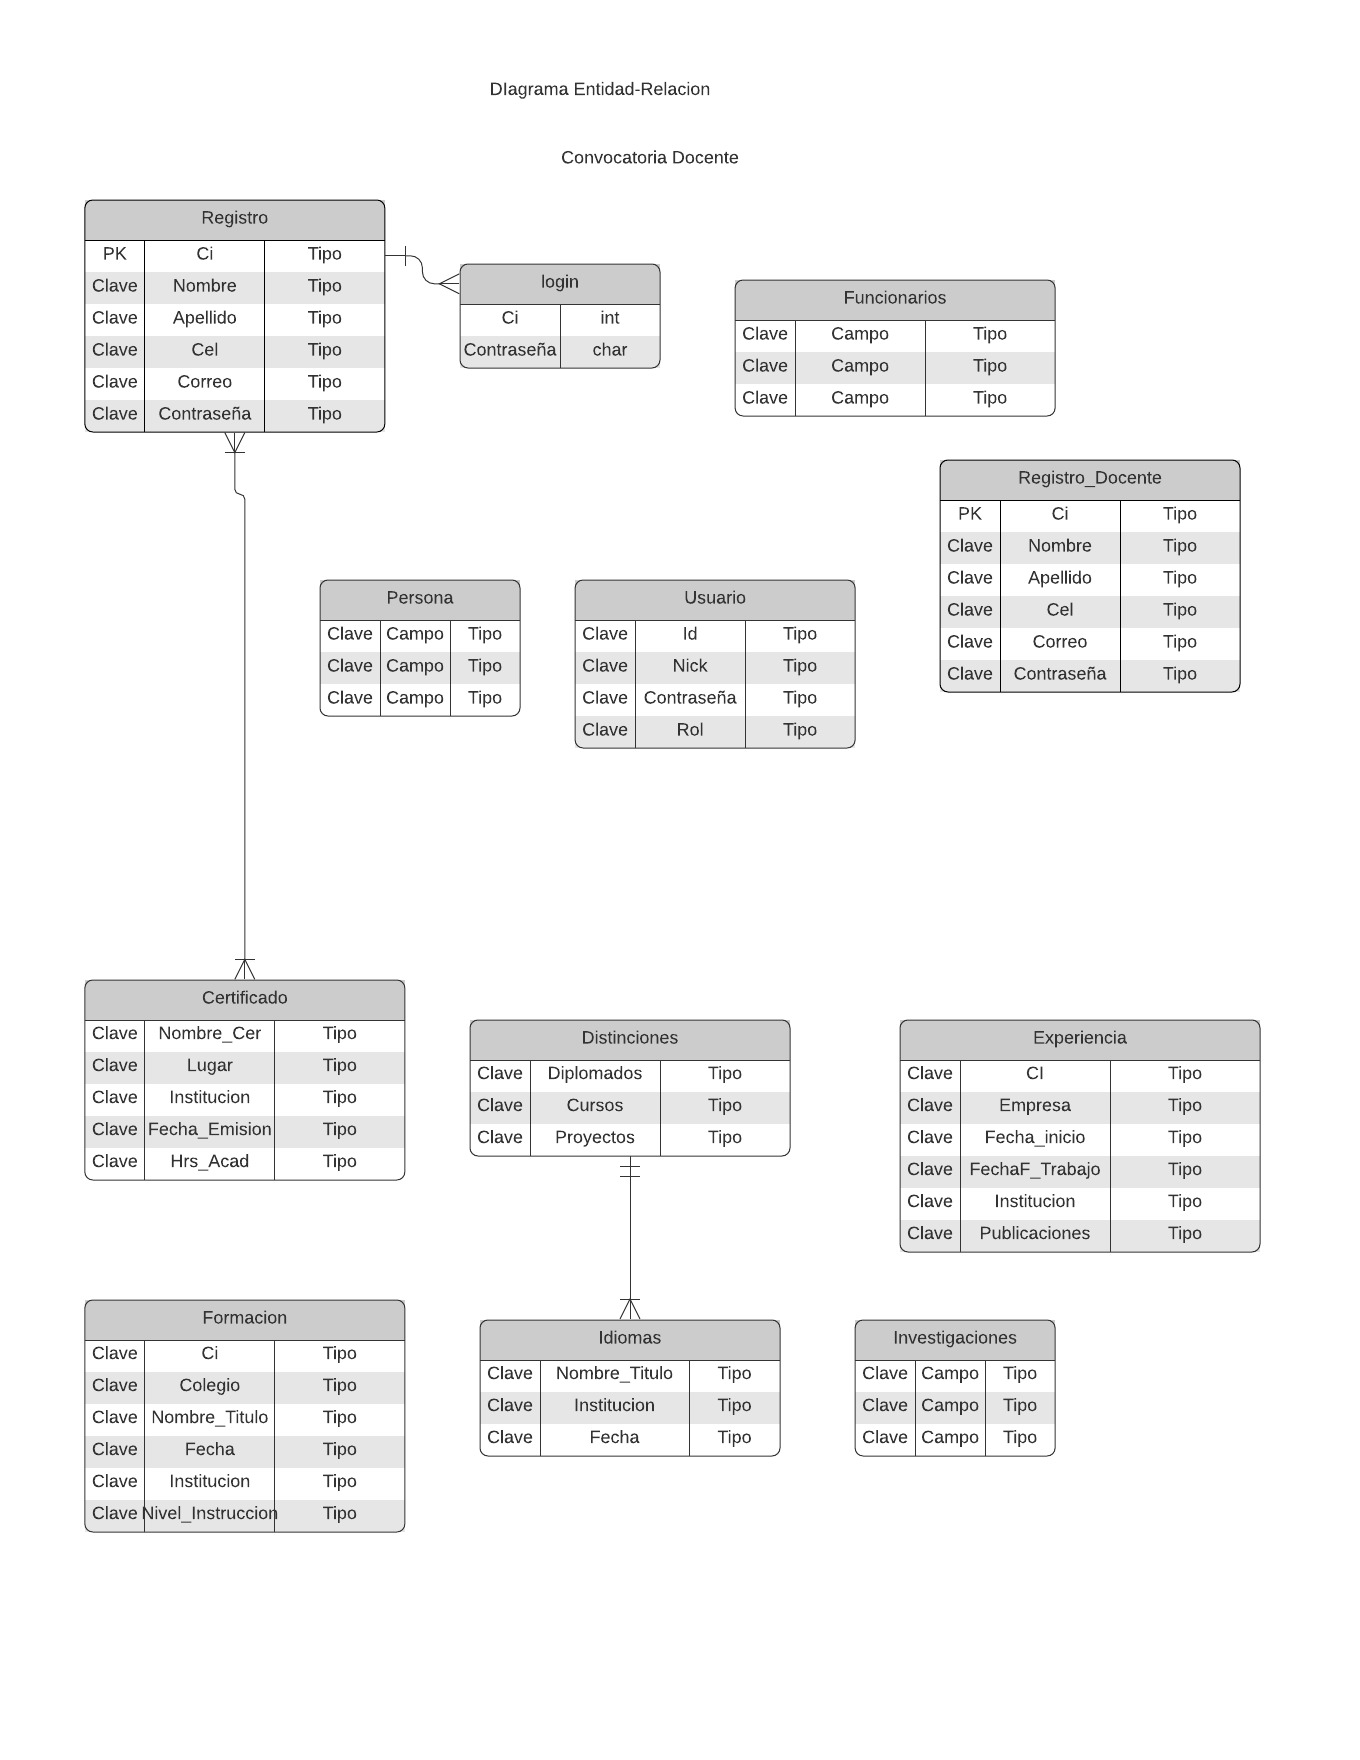 DIagrama Entidad-Relacion
Convocatoria Docente
Registro
PK Ci Tipo
Clave Nombre Tipo
Clave Apellido Tipo
Clave Cel Tipo
Clave Correo Tipo
Clave Contraseña Tipo
login
Ci int
Contraseña char
Funcionarios
Clave Campo Tipo
Clave Campo Tipo
Clave Campo Tipo
Registro_Docente
PK Ci Tipo
Clave Nombre Tipo
Clave Apellido Tipo
Clave Cel Tipo
Clave Correo Tipo
Clave Contraseña Tipo
Persona
Clave Campo Tipo
Clave Campo Tipo
Clave Campo Tipo
Usuario
Clave Id Tipo
Clave Nick Tipo
Clave Contraseña Tipo
Clave Rol Tipo
Certificado
Clave Nombre_Cer Tipo
Clave Lugar Tipo
Clave Institucion Tipo
Clave Fecha_Emision Tipo
Clave Hrs_Acad Tipo
Distinciones
Clave Diplomados Tipo
Clave Cursos Tipo
Clave Proyectos Tipo
Experiencia
Clave CI Tipo
Clave Empresa Tipo
Clave Fecha_inicio Tipo
Clave FechaF_Trabajo Tipo
Clave Institucion Tipo
Clave Publicaciones Tipo
Formacion
Clave Ci Tipo
Clave Colegio Tipo
Clave Nombre_Titulo Tipo
Clave Fecha Tipo
Clave Institucion Tipo
Clave Nivel_Instruccion Tipo
Idiomas
Clave Nombre_Titulo Tipo
Clave Institucion Tipo
Clave Fecha Tipo
Investigaciones
Clave Campo Tipo
Clave Campo Tipo
Clave Campo Tipo